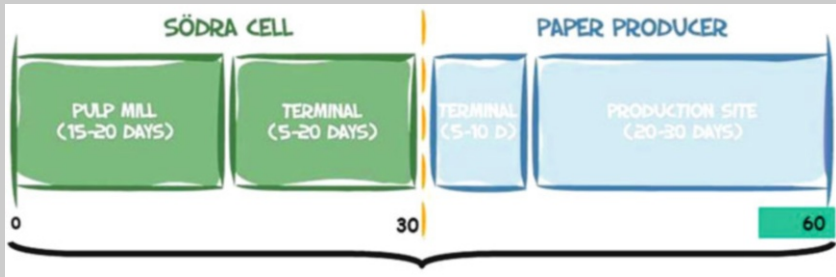 SÖDRA CELL
PAPER PRODUCER
PULP MILL
(15-20 DAYS)
TERMINAL
(5-20 DAYS)
TERMINAL
(5-10 D)
PRODUCTION SITE
(20-30 DAYS)
0
30
60